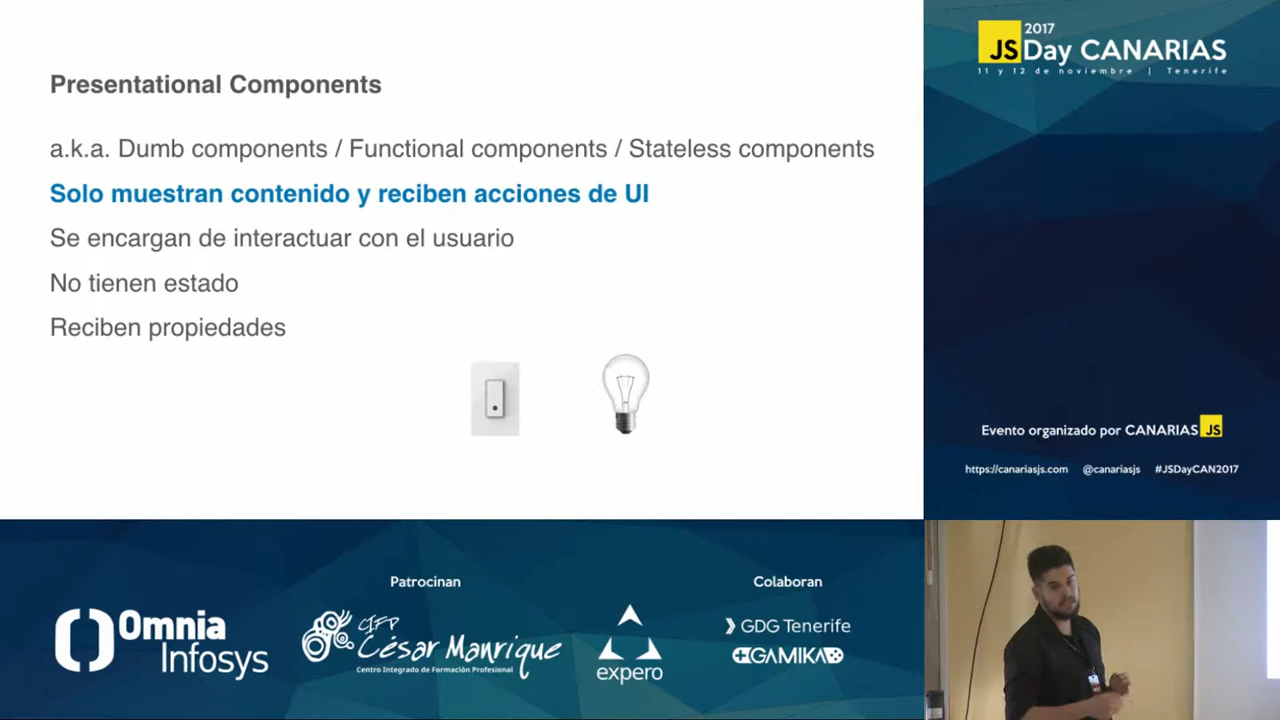 Presentational Components
a.k.a. Dumb components / Functional components / Stateless components
Solo muestran contenido y reciben acciones de UI
Se encargan de interactuar con el usuario
No tienen estado
Reciben propiedades
2017
JSDay CANARIAS
11 y 12 de noviembre | Tenerife
Evento organizado por CANARIAS JS
https://canariasjs.com @canariasjs #JSDayCAN2017
Patrocinan
Omnia
Infosys
CIFP
César Manrique
Centro Integrado de Formación Profesional
expero
Colaboran
GDG Tenerife
GAMIKA